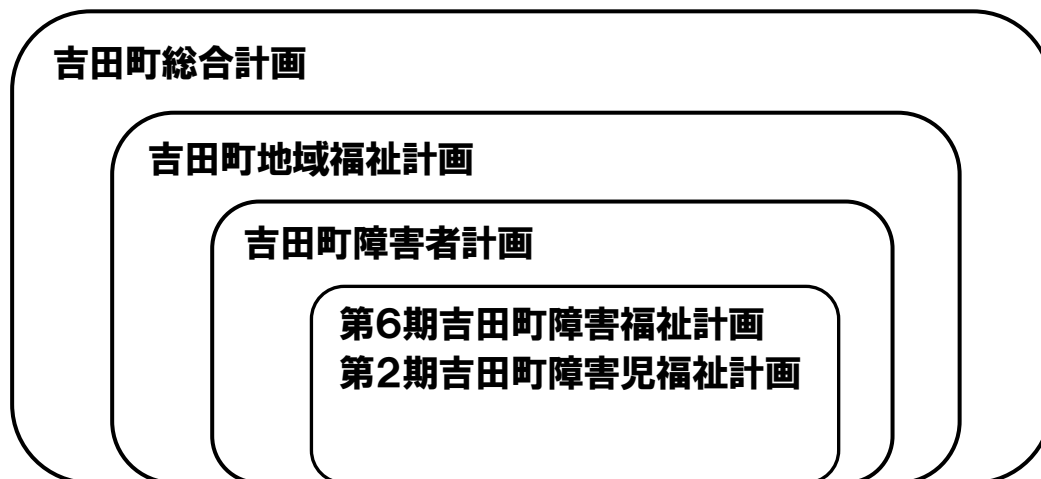 吉田町総合計画
吉田町地域福祉計画
吉田町障害者計画
第6期吉田町障害福祉計画
第2期吉田町障害児福祉計画